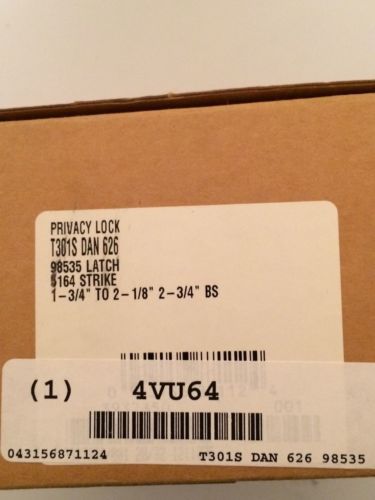 PRIVACY LOCK
T301S DAN 626
98535 LATCH
5164 STRIKE
1-3/4" TO 2-1/8" 2-3/4" BS
(1) 4VU64
043156871124 T301S DAN 626 98535